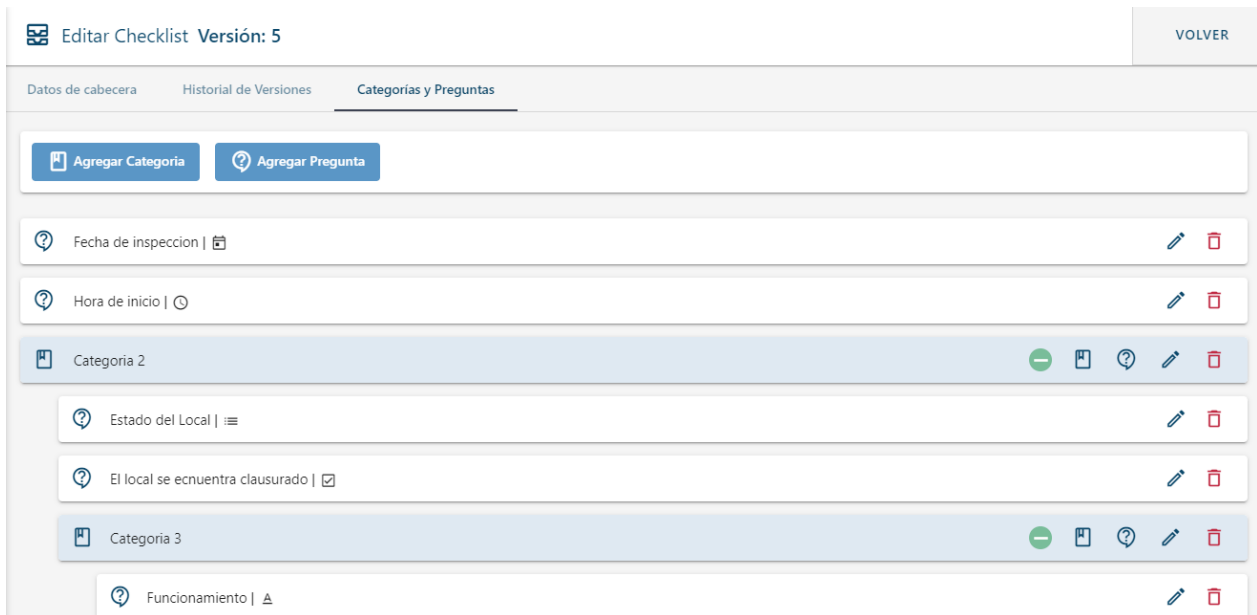 Editar Checklist Versión: 5
VOLVER
Datos de cabecera
Historial de Versiones
Categorías y Preguntas
Agregar Categoria
Agregar Pregunta
Fecha de inspeccion |
Hora de inicio |
Categoria 2
Estado del Local |
El local se ecnuentra clausurado |
Categoria 3
Funcionamiento | A